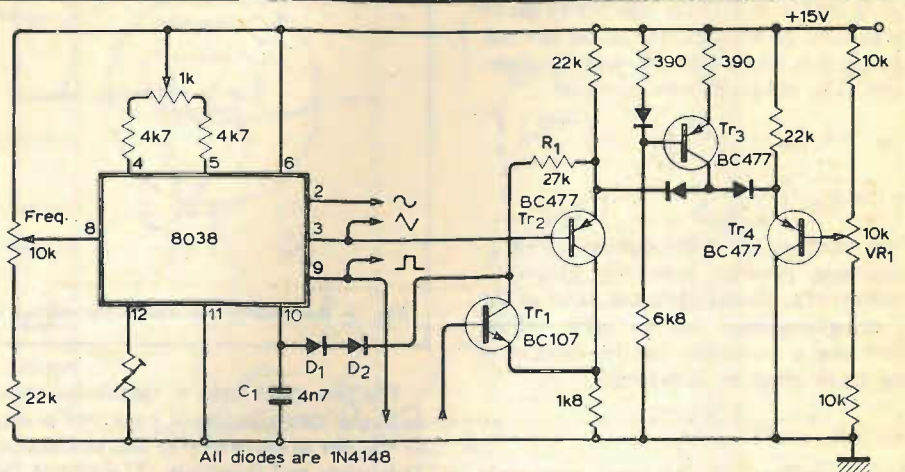 +15V
1k
22k
390
390
10k
4k7
4k7
Tr3
22k
4
5
6
R1
27k
BC477
2
Freq.
8
8038
3
BC477
Tr2
Tr4
BC477
10k
VR1
10k
9
12
11
10
Tr1
BC107
6k8
D1
D2
22k
C1
4n7
1k8
10k
All diodes are 1N4148